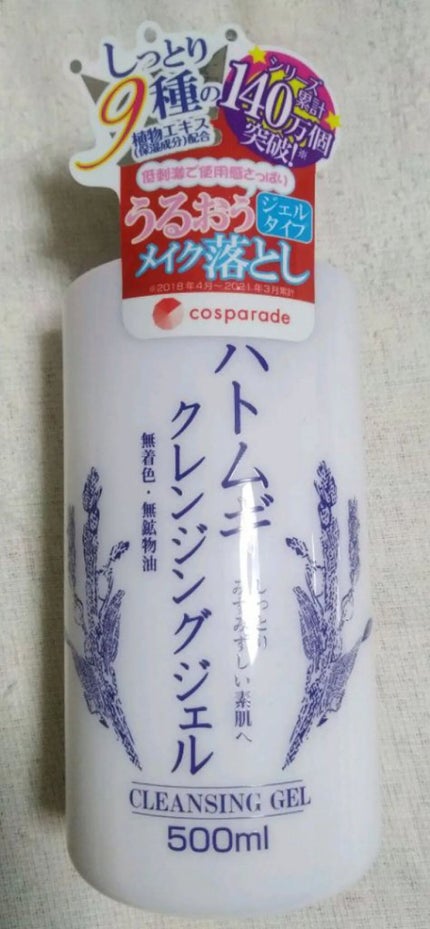 しっとり
9種の
植物エキス
(保湿成分)配合
シリーズ
累計
140万個
突破!※
低刺激で使用感さっぱり
うるおう
ジェル
タイプ
メイク落とし
※2018年4月~2021年3月累計
cosparade
ハトムギ
クレンジングジェル
無着色・無鉱物油
しっとり
みずみずしい素肌へ
CLEANSING GEL
500ml